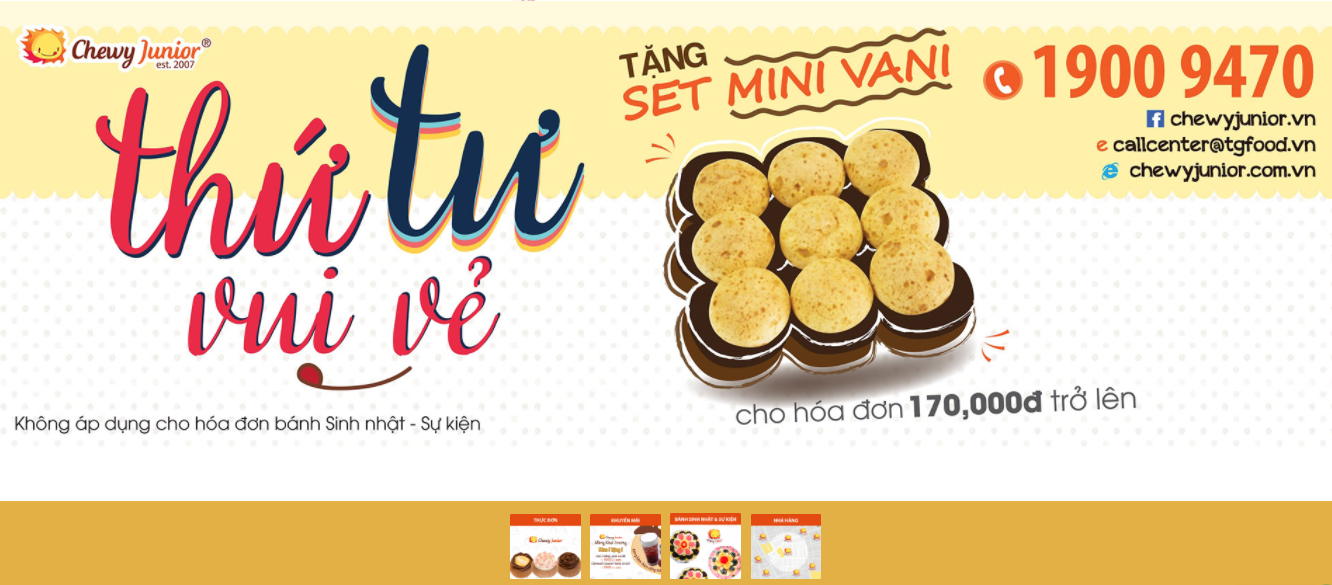 Chewy Junior®
est. 2007
thứ tư
vui vẻ
Không áp dụng cho hóa đơn bánh Sinh nhật - Sự kiện
TẶNG
SET MINI VANI
cho hóa đơn 170,000đ trở lên
1900 9470
chewyjunior.vn
callcenter@tgfood.vn
chewyjunior.com.vn
THỰC ĐƠN
Chewy Junior
KHUYẾN MÃI
BÁNH SINH NHẬT & SỰ KIỆN
NHÀ HÀNG